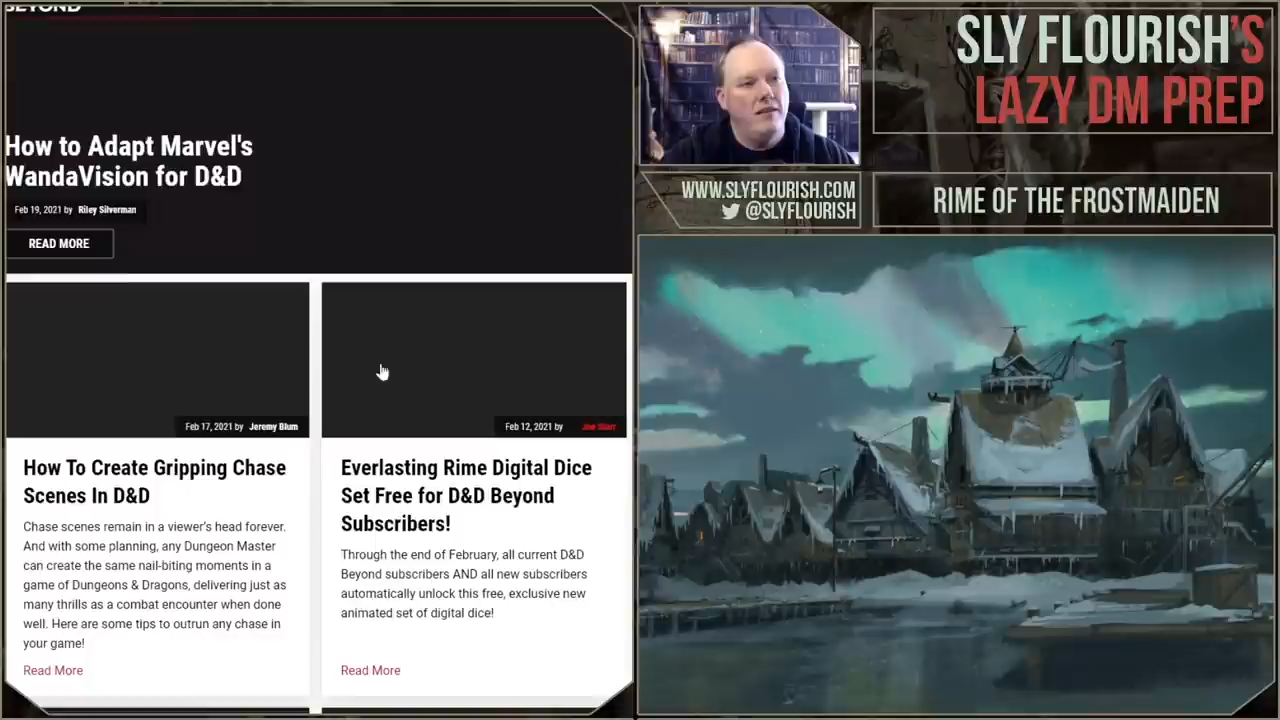 BEYOND
How to Adapt Marvel's
WandaVision for D&D
Feb 19, 2021 by Riley Silverman
READ MORE
Feb 17, 2021 by Jeremy Blum
How To Create Gripping Chase
Scenes In D&D
Chase scenes remain in a viewer's head forever.
And with some planning, any Dungeon Master
can create the same nail-biting moments in a
game of Dungeons & Dragons, delivering just as
many thrills as a combat encounter when done
well. Here are some tips to outrun any chase in
your game!
Read More
Feb 12, 2021 by Joe Starr
Everlasting Rime Digital Dice
Set Free for D&D Beyond
Subscribers!
Through the end of February, all current D&D
Beyond subscribers AND all new subscribers
automatically unlock this free, exclusive new
animated set of digital dice!
Read More
SLY FLOURISH'S
LAZY DM PREP
WWW.SLYFLOURISH.COM
@SLYFLOURISH
RIME OF THE FROSTMAIDEN